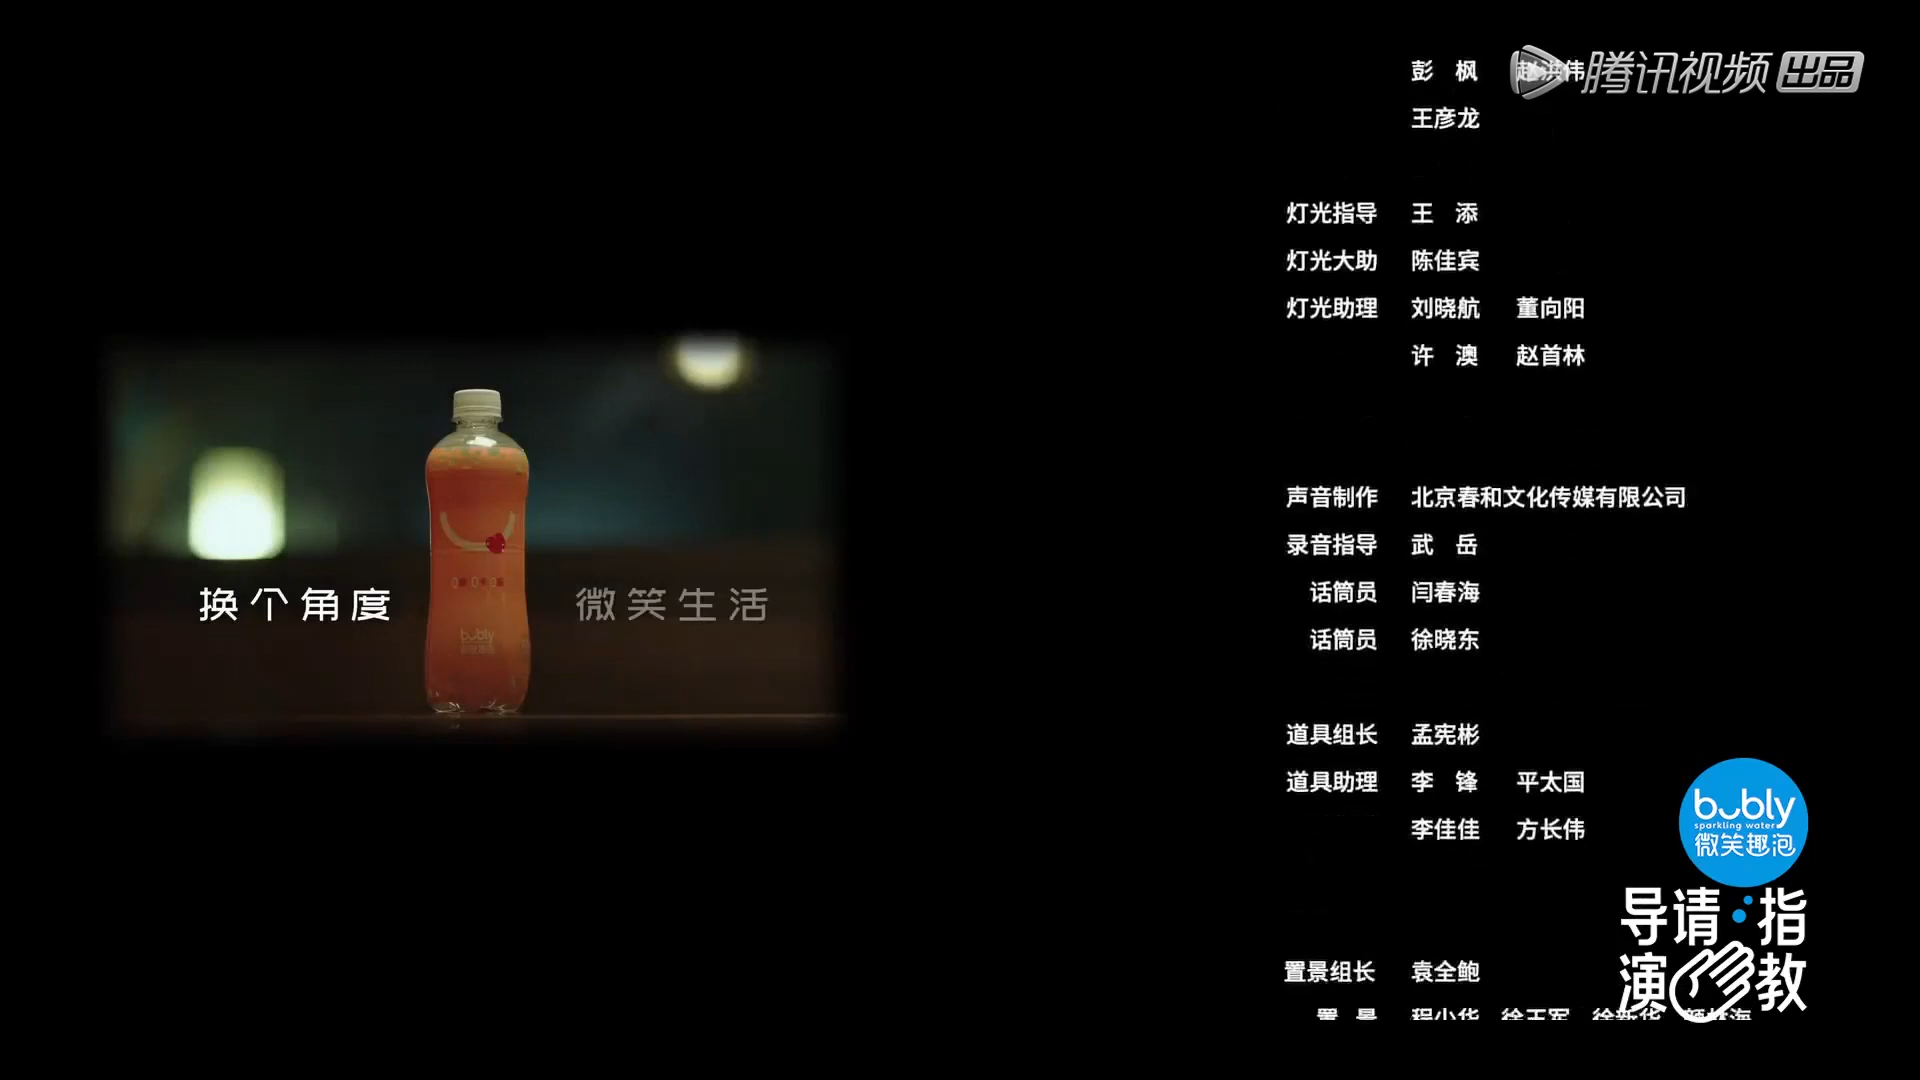 腾讯视频 出品
彭枫 赵洪伟
王彦龙
灯光指导 王添
灯光大助 陈佳宾
灯光助理 刘晓航 董向阳
许澳 赵首林
声音制作 北京春和文化传媒有限公司
录音指导 武岳
话筒员 闫春海
话筒员 徐晓东
道具组长 孟宪彬
道具助理 李锋 平太国
李佳佳 方长伟
置景组长 袁全鲍
换个角度 微笑生活
bubly
bubly
sparkling water
微笑趣泡
导演请指教